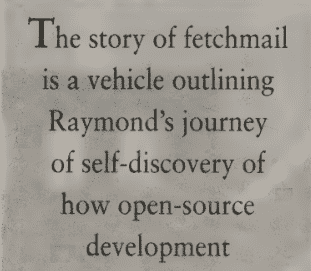 The story of fetchmail
is a vehicle outlining
Raymond's journey
of self-discovery of
how open-source
development